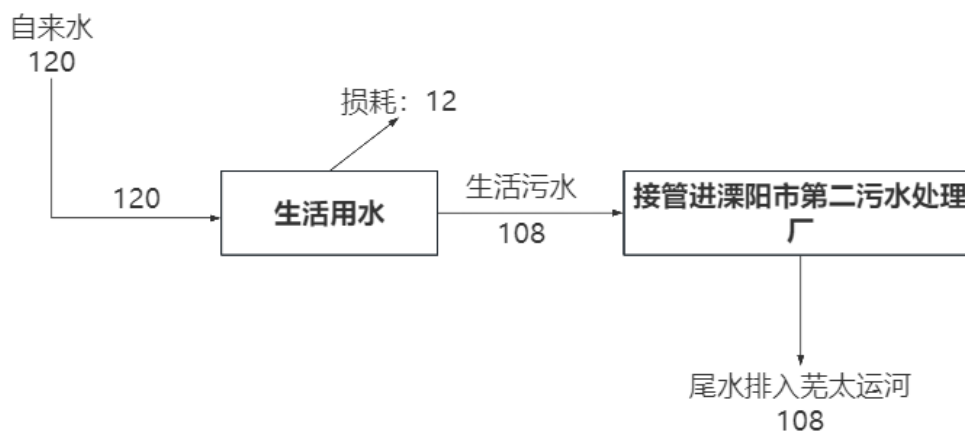 自来水
120
损耗：12
120
生活用水
生活污水
108
接管进溧阳市第二污水处理
厂
尾水排入芜太运河
108